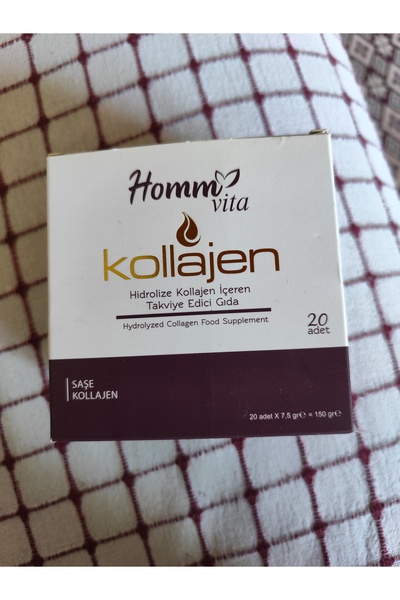 Homm
vita
kollajen
Hidrolize Kollajen İçeren
Takviye Edici Gıda
Hydrolyzed Collagen Food Supplement
20
adet
SAŞE
KOLLAJEN
20 adet X 7,5 gr℮ = 150 gr℮